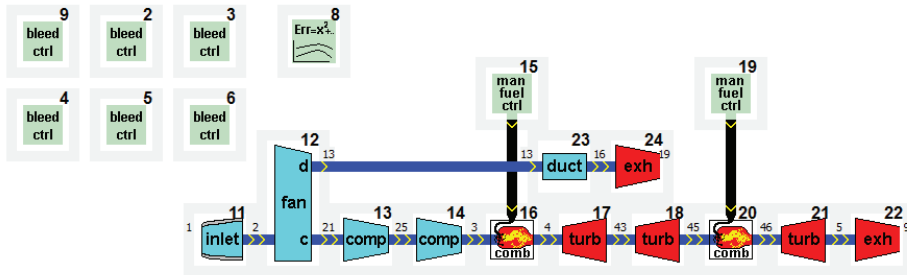 9 2 3 8
bleed ctrl bleed ctrl bleed ctrl Err=x²+..
4 5 6
bleed ctrl bleed ctrl bleed ctrl
15 19
man fuel ctrl man fuel ctrl
12 23 24
d 13 13 duct 16 exh 19
fan
11 13 14 16 17 18 20 21 22
1 inlet 2 c 21 comp 25 comp 3 comb 4 turb 43 turb 45 comb 46 turb 5 exh 9